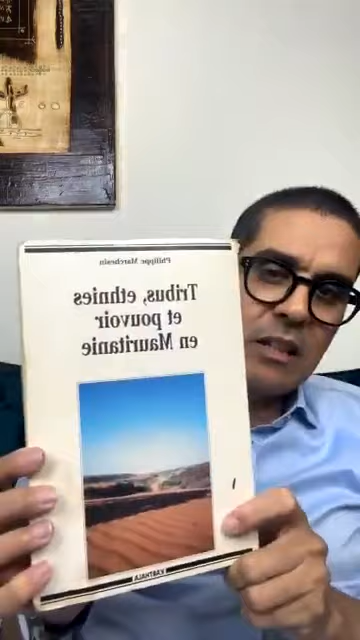 Philippe Marchesin
Tribus, ethnies
et pouvoir
en Mauritanie
KARTHALA